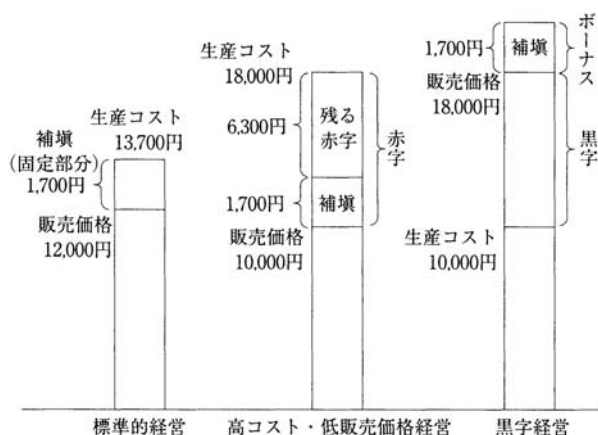 生産コスト
13,700円
補塡
(固定部分)
1,700円
販売価格
12,000円
標準的経営
生産コスト
18,000円
6,300円
残る
赤字
赤字
1,700円
補塡
販売価格
10,000円
高コスト・低販売価格経営
1,700円
補塡
ボーナス
販売価格
18,000円
黒字
生産コスト
10,000円
黒字経営